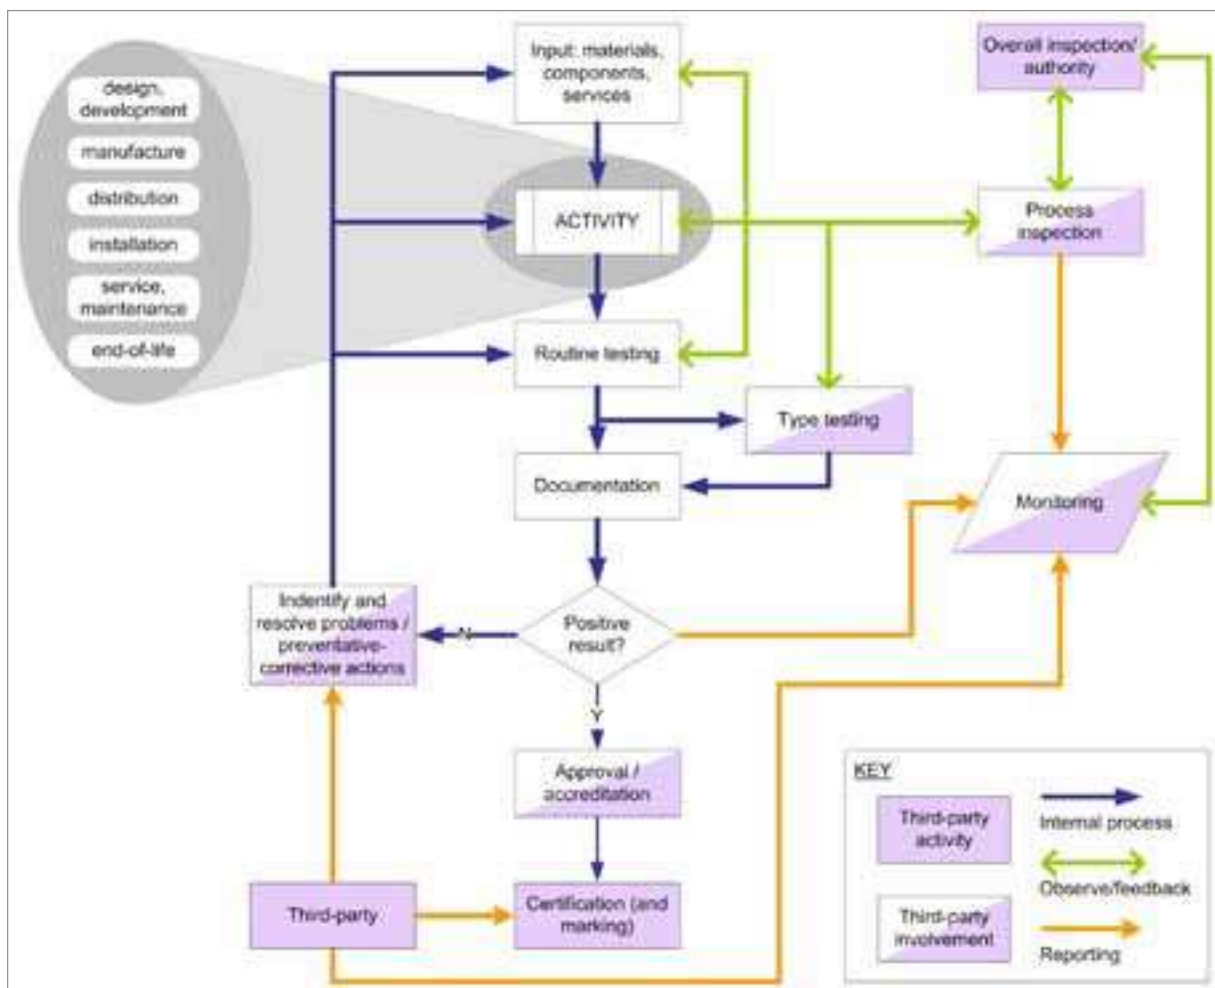 design,
development
manufacture
distribution
installation
service,
maintenance
end-of-life
Input: materials,
components,
services
ACTIVITY
Routine testing
Type testing
Documentation
Positive
result?
N
Y
Indentify and
resolve problems /
preventative-
corrective actions
Approval /
accreditation
Third-party
Certification (and
marking)
Overall inspection/
authority
Process
inspection
Monitoring
KEY
Third-party
activity
Third-party
involvement
Internal process
Observe/feedback
Reporting